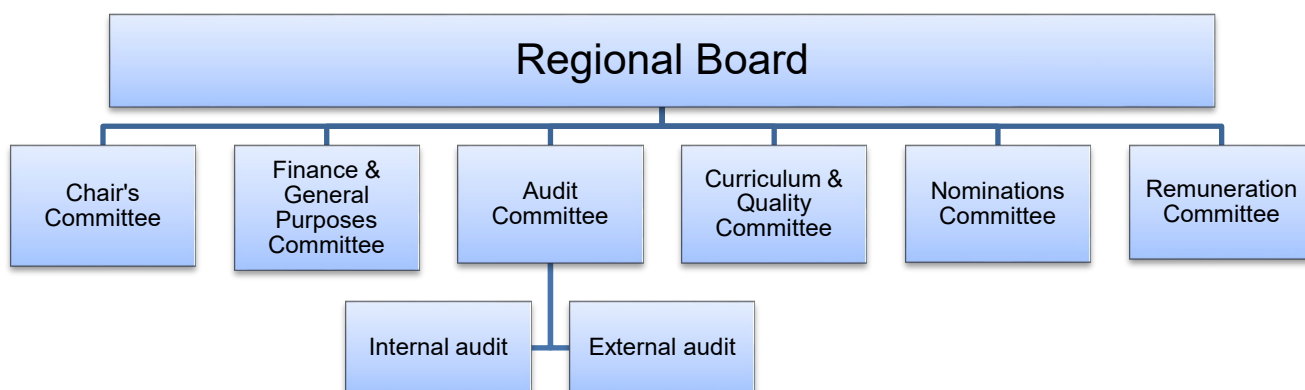 Regional Board
Chair's
Committee
Finance &
General
Purposes
Committee
Audit
Committee
Curriculum &
Quality
Committee
Nominations
Committee
Remuneration
Committee
Internal audit
External audit